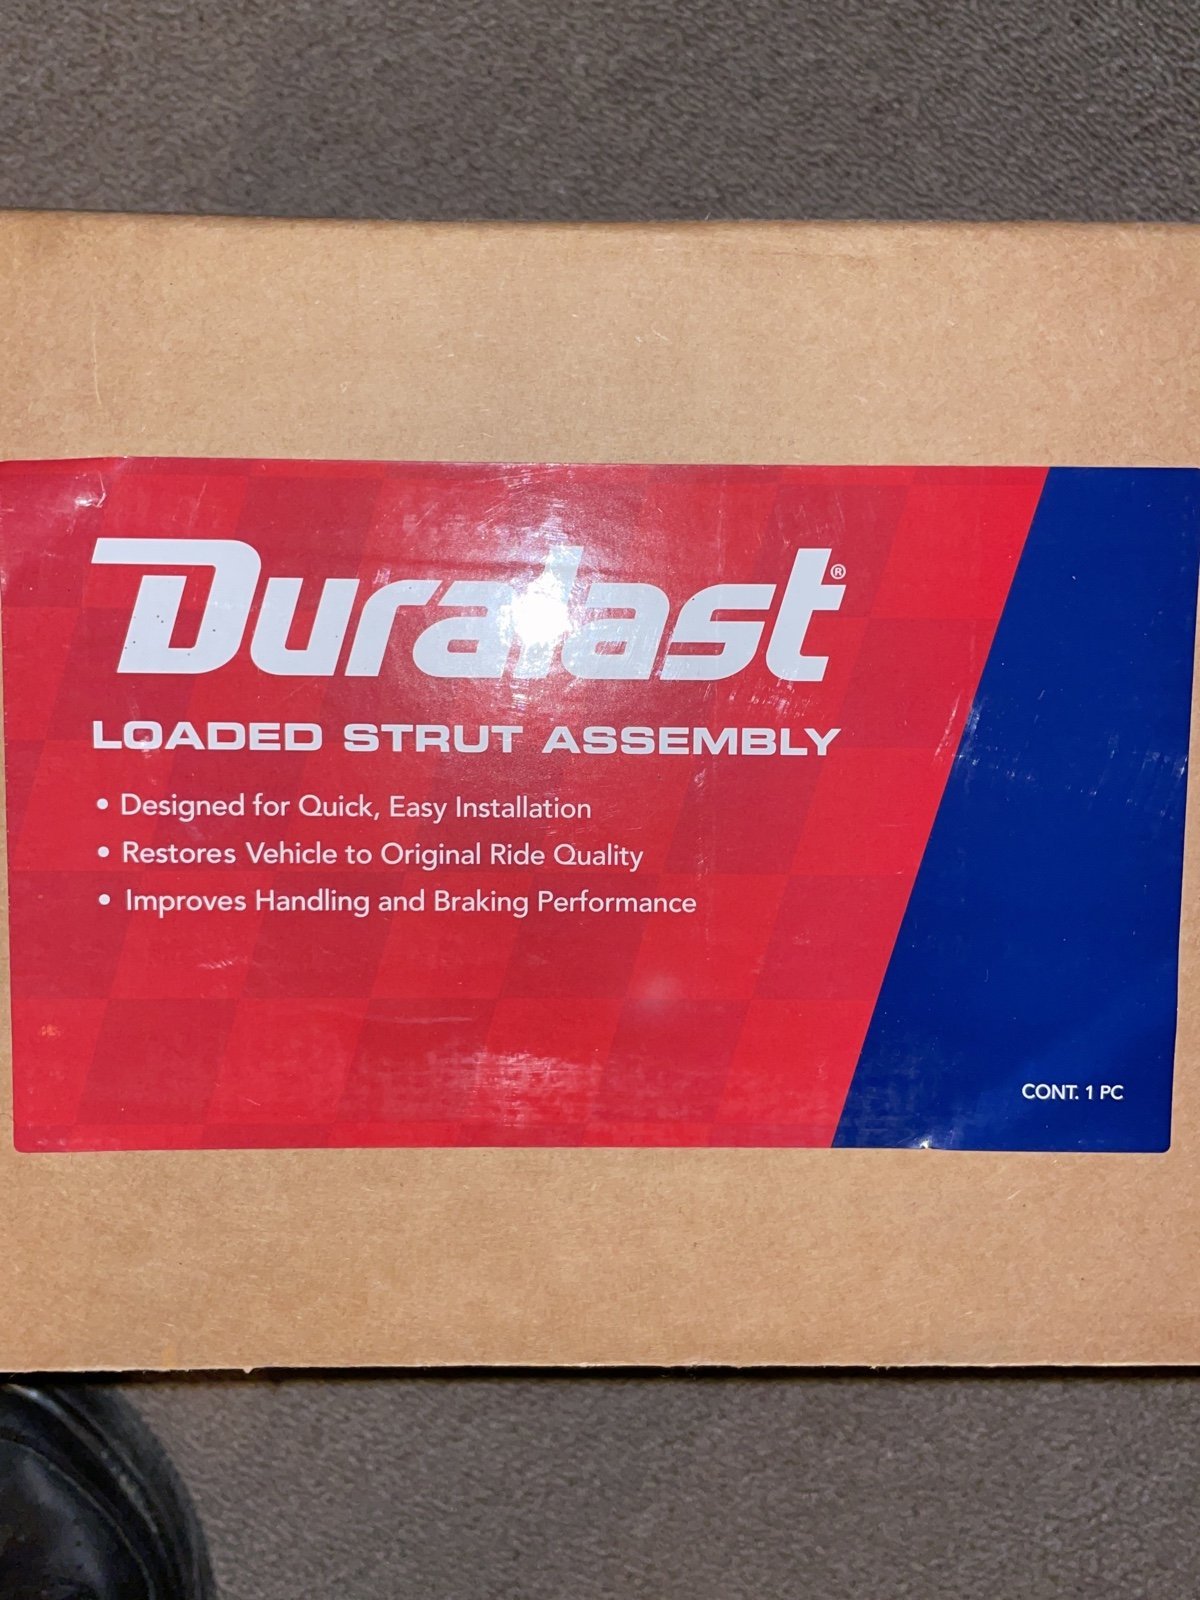 Duralast®
LOADED STRUT ASSEMBLY
• Designed for Quick, Easy Installation
• Restores Vehicle to Original Ride Quality
• Improves Handling and Braking Performance
CONT. 1 PC